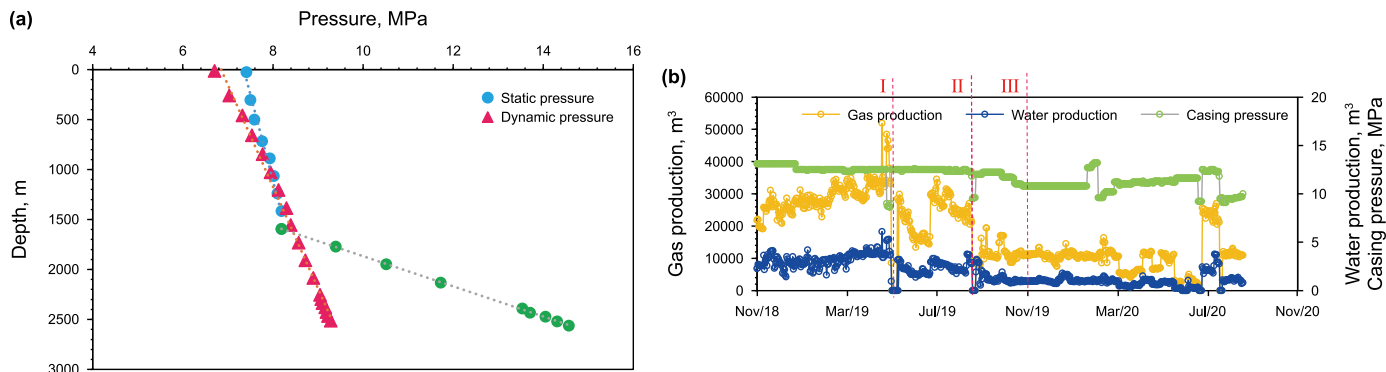 (a)
Pressure, MPa
4 6 8 10 12 14 16
Depth, m
0
500
1000
1500
2000
2500
3000
Static pressure
Dynamic pressure
(b)
I II III
Gas production, m³
60000
50000
40000
30000
20000
10000
0
Gas production Water production Casing pressure
20
15
10
5
0
Water production, m³
Casing pressure, MPa
Nov/18 Mar/19 Jul/19 Nov/19 Mar/20 Jul/20 Nov/20